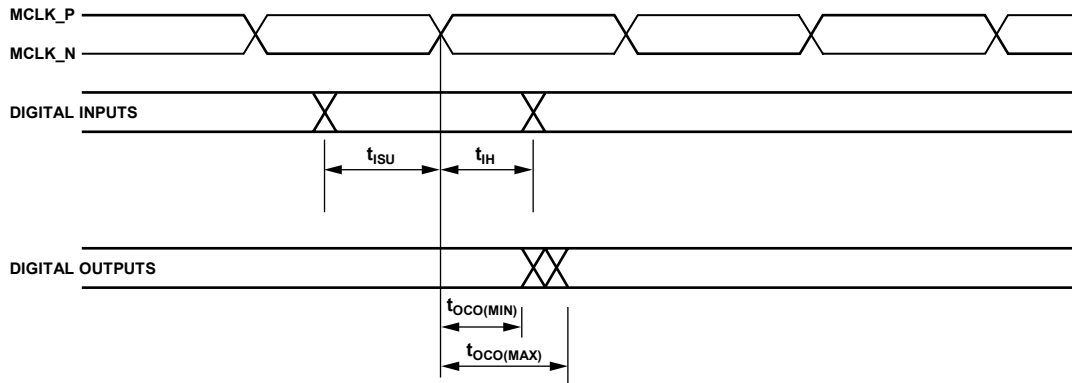 MCLK_P
MCLK_N
DIGITAL INPUTS
tISU
tIH
DIGITAL OUTPUTS
tOCO(MIN)
tOCO(MAX)